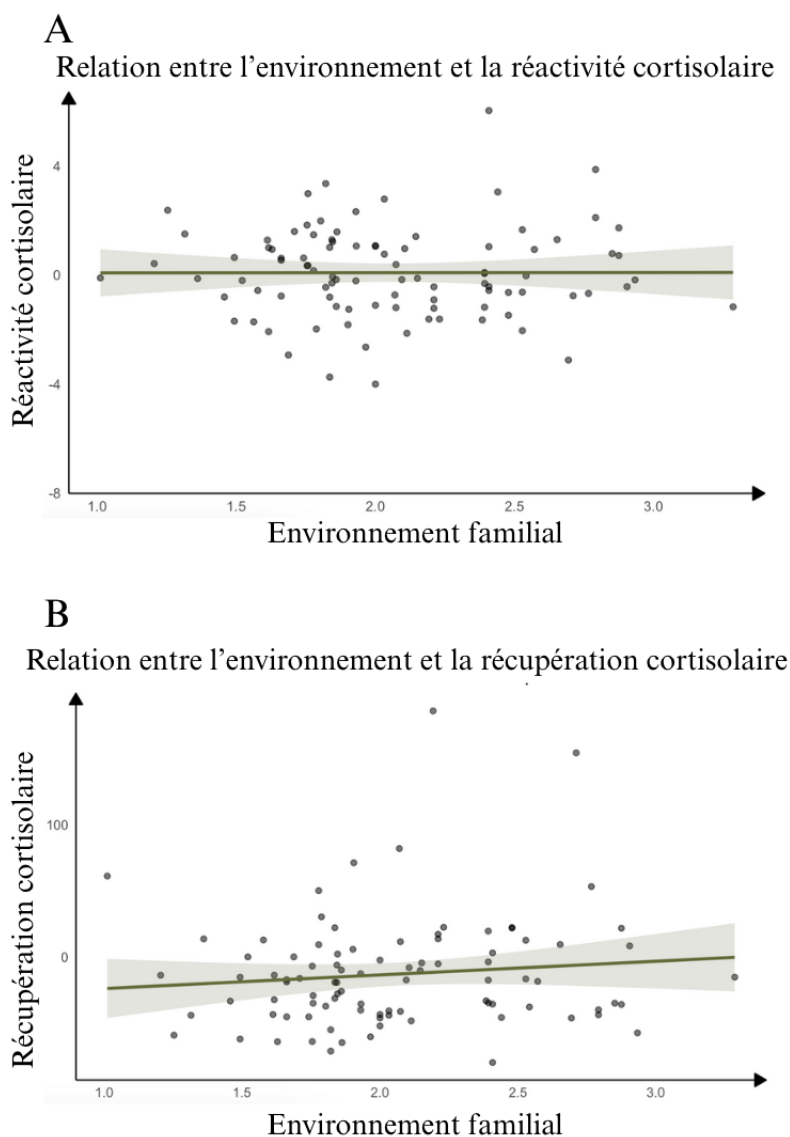 A
Relation entre l'environnement et la réactivité cortisolaire
Réactivité cortisolaire
4
0
-4
-8
1.0 1.5 2.0 2.5 3.0
Environnement familial
B
Relation entre l'environnement et la récupération cortisolaire
Récupération cortisolaire
100
0
1.0 1.5 2.0 2.5 3.0
Environnement familial